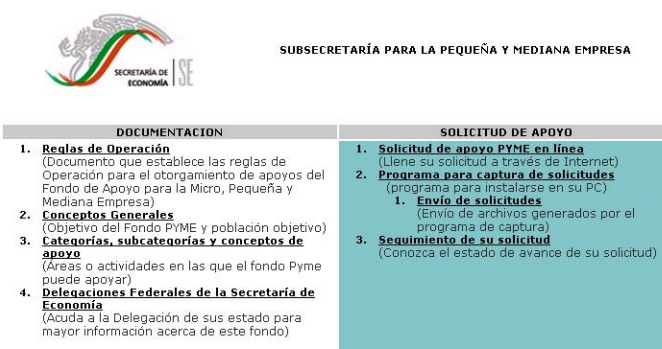 SUBSECRETARÍA PARA LA PEQUEÑA Y MEDIANA EMPRESA
SECRETARÍA DE
ECONOMÍA
SE
DOCUMENTACION
1. Reglas de Operación
(Documento que establece las reglas de
Operación para el otorgamiento de apoyos del
Fondo de Apoyo para la Micro, Pequeña y
Mediana Empresa)
2. Conceptos Generales
(Objetivo del Fondo PYME y población objetivo)
3. Categorías, subcategorías y conceptos de
apoyo
(Áreas o actividades en las que el fondo Pyme
puede apoyar)
4. Delegaciones Federales de la Secretaría de
Economía
(Acuda a la Delegación de sus estado para
mayor información acerca de este fondo)
SOLICITUD DE APOYO
1. Solicitud de apoyo PYME en línea
(Llene su solicitud a través de Internet)
2. Programa para captura de solicitudes
(programa para instalarse en su PC)
1. Envío de solicitudes
(Envío de archivos generados por el
programa de captura)
3. Seguimiento de su solicitud
(Conozca el estado de avance de su solicitud)